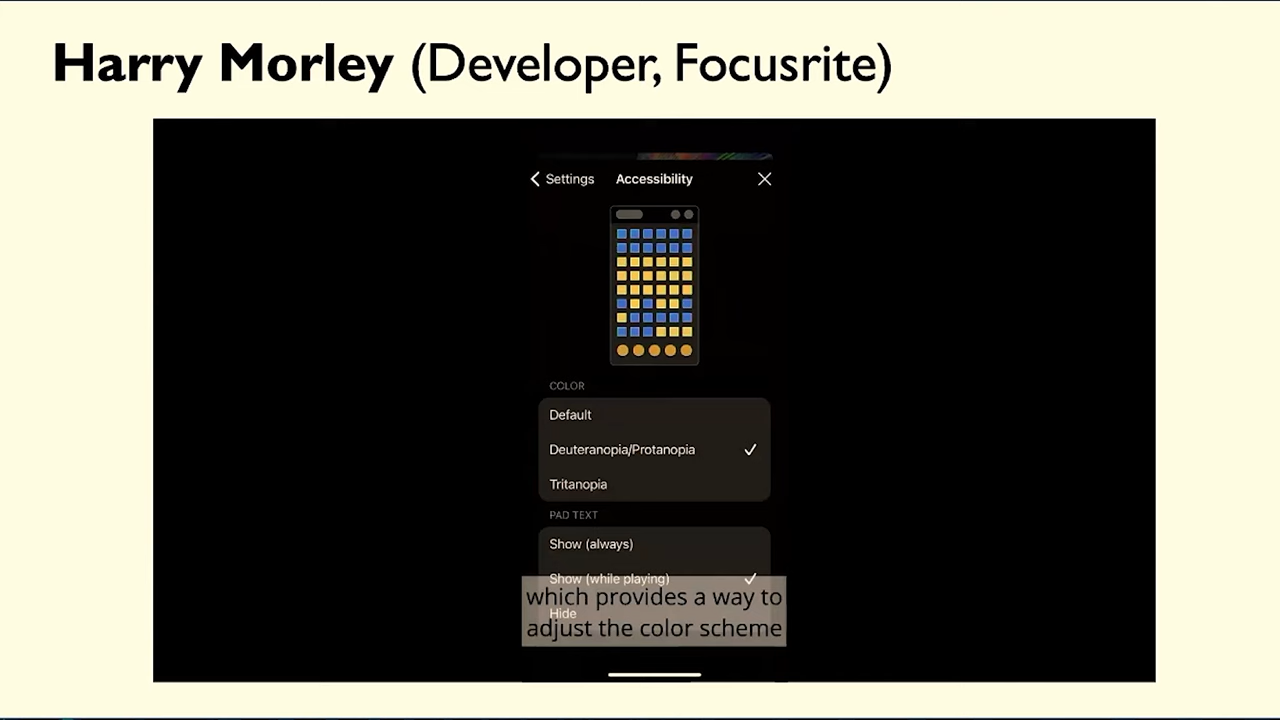 Harry Morley (Developer, Focusrite)
Settings Accessibility
COLOR
Default
Deuteranopia/Protanopia
Tritanopia
PAD TEXT
Show (always)
Show (while playing)
Hide
which provides a way to
adjust the color scheme